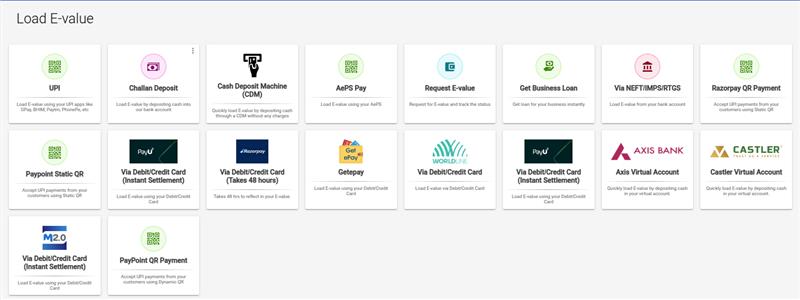 Load E-value
UPI
Load E-value using your UPI apps like
GPay, BHIM, Paytm, PhonePe, etc
Challan Deposit
Load E-value by depositing cash into
our bank account
Cash Deposit Machine
(CDM)
Quickly load E-value by depositing cash
through a CDM without any charges
AePS Pay
Load E-value using your AePS
Request E-value
Request for E-value and track the status
Get Business Loan
Get loan for your business instantly
Via NEFT/IMPS/RTGS
Load E-value from your bank account
Razorpay QR Payment
Accept UPI payments from your
customers using Static QR
Paypoint Static QR
Accept UPI payments from your
customers using Static QR
PayU
Via Debit/Credit Card
(Instant Settlement)
Load E-value using your Debit/Credit
Card
Razorpay
Via Debit/Credit Card
(Takes 48 hours)
Takes 48 hrs to reflect in your E-value
Get
ePay
Getepay
Load E-value using your Debit/Credit
Card
WORLDLINE
Via Debit/Credit Card
Load E-value via Debit/Credit Card
PayU
Via Debit/Credit Card
(Instant Settlement)
Load E-value using your Debit/Credit
Card
AXIS BANK
Axis Virtual Account
Quickly load E-value by depositing cash
in your virtual account
CASTLER
TRUST AS A SERVICE
Castler Virtual Account
Quickly load E-value by depositing cash
in your virtual account
M2.0
Via Debit/Credit Card
(Instant Settlement)
Load E-value using your Debit/Credit
Card
PayPoint QR Payment
Accept UPI payments from your
customers using Dynamic QR